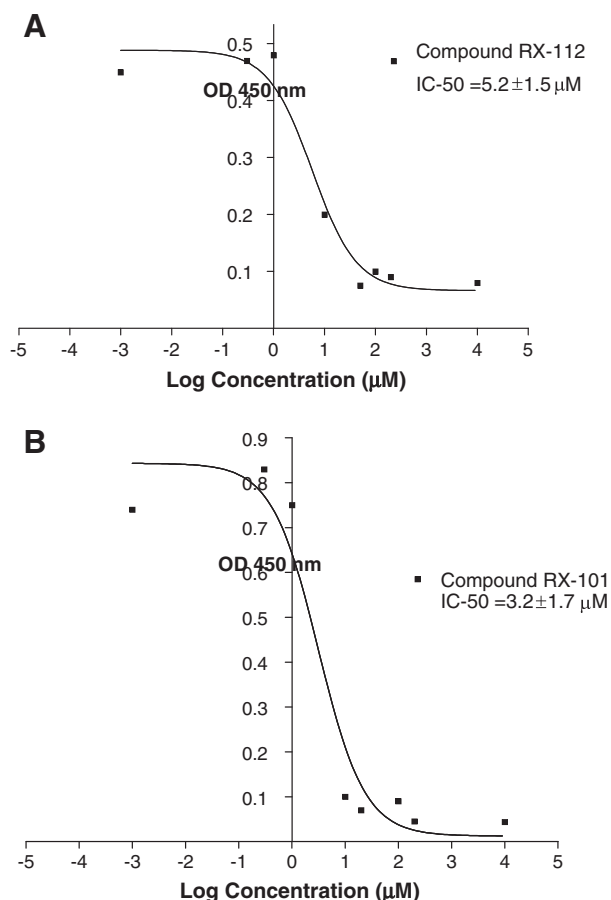 A
0.5
Compound RX-112
IC-50 =5.2±1.5 μM
OD 450 nm
0.4
0.3
0.2
0.1
-5 -4 -3 -2 -1 0 1 2 3 4 5
Log Concentration (μM)
B
0.9
0.8
0.7
OD 450 nm
0.6
Compound RX-101
IC-50 =3.2±1.7 μM
0.5
0.4
0.3
0.2
0.1
-5 -4 -3 -2 -1 0 1 2 3 4 5
Log Concentration (μM)